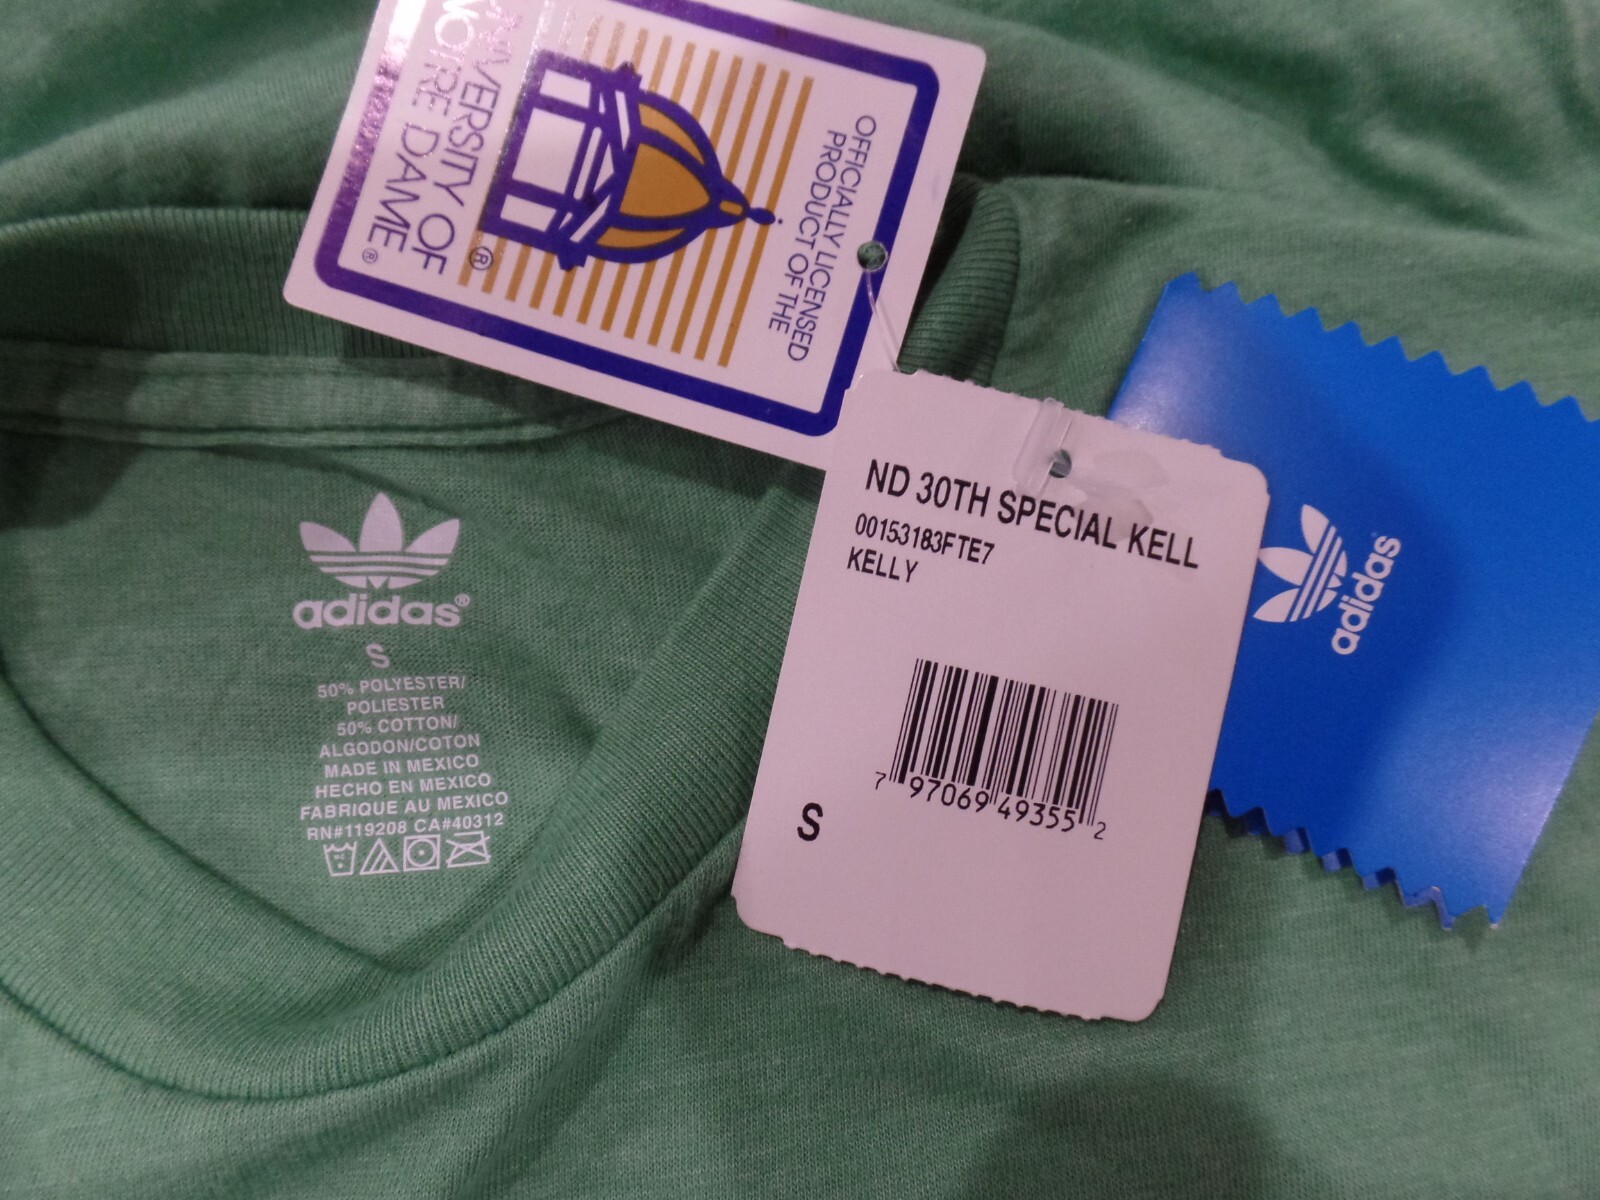 OFFICIALLY LICENSED
PRODUCT OF THE
®
UNIVERSITY OF
NOTRE DAME®
adidas®
S
50% POLYESTER/
POLIESTER
50% COTTON/
ALGODON/COTON
MADE IN MEXICO
HECHO EN MEXICO
FABRIQUE AU MEXICO
RN#119208 CA#40312
ND 30TH SPECIAL KELL
00153183FTE7
KELLY
7 97069 49355 2
S
adidas®